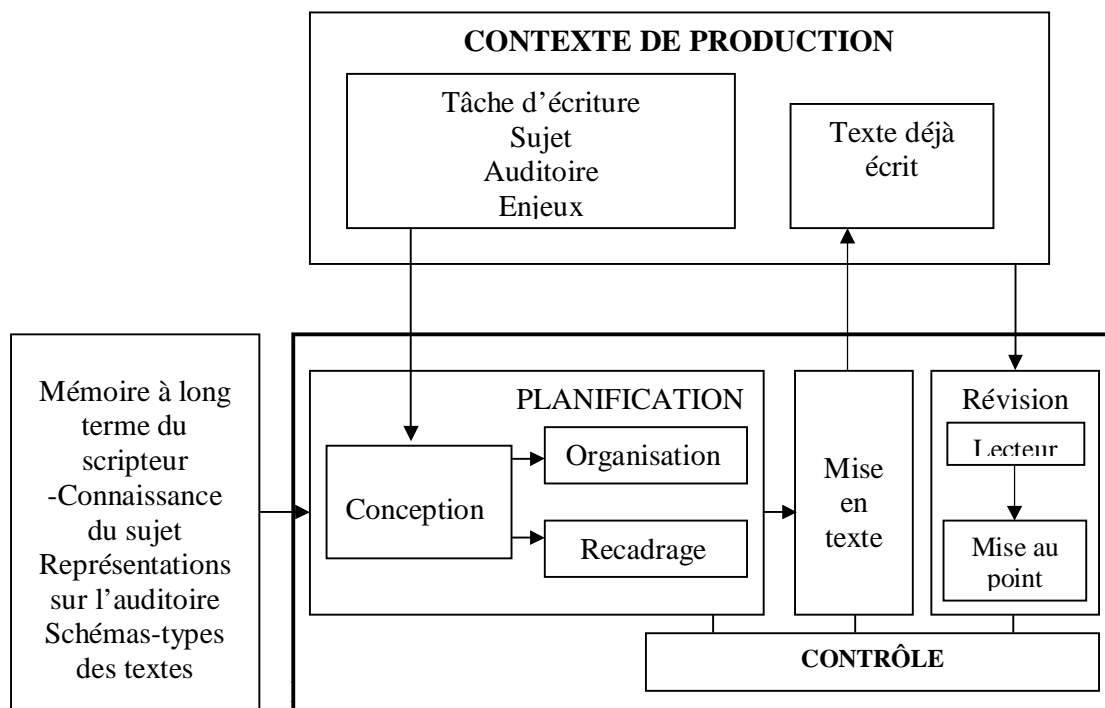 CONTEXTE DE PRODUCTION
Tâche d’écriture
Sujet
Auditoire
Enjeux
Texte déjà
écrit
Mémoire à long
terme du
scripteur
-Connaissance
du sujet
Représentations
sur l’auditoire
Schémas-types
des textes
PLANIFICATION
Conception
Organisation
Recadrage
Mise
en
texte
Révision
Lecteur
Mise au
point
CONTRÔLE